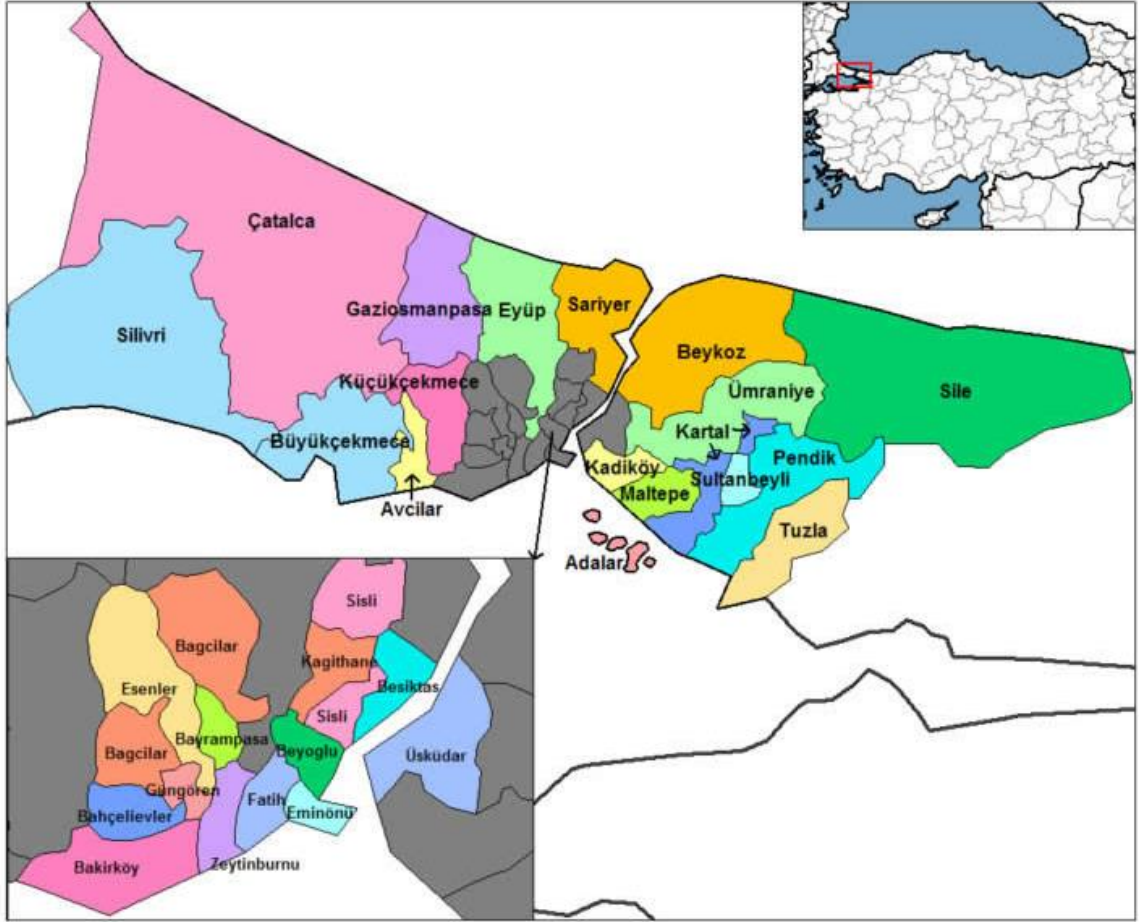 Çatalca
Gaziosmanpasa
Eyüp
Sariyer
Silivri
Beykoz
Küçükçekmece
Ümraniye
Sile
Büyükçekmece
Kartal
Kadiköy
Pendik
Sultanbeyli
Maltepe
Avcilar
Tuzla
Adalar
Sisli
Bagcilar
Kagithane
Esenler
Besiktas
Sisli
Bayrampasa
Bagcilar
Beyoglu
Üsküdar
Güngören
Fatih
Eminönü
Bahçelievler
Zeytinburnu
Bakirköy